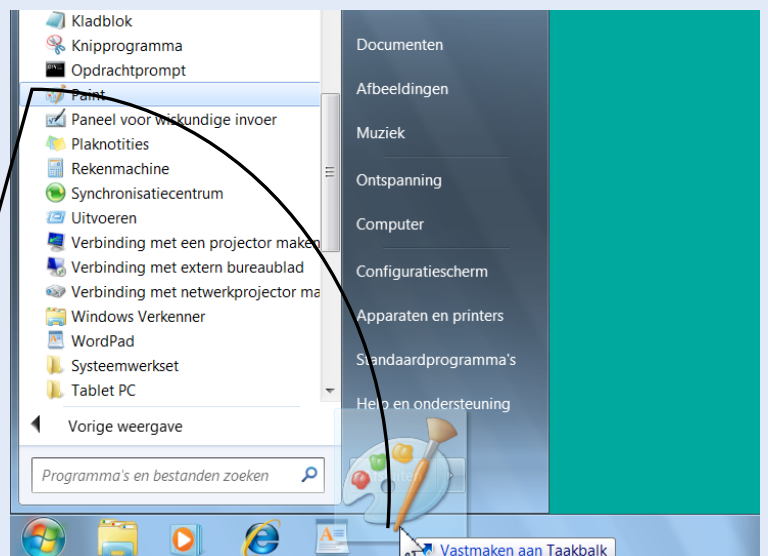 Kladblok
Knipprogramma
Opdrachtprompt
Paint
Paneel voor wiskundige invoer
Plaknotities
Rekenmachine
Synchronisatiecentrum
Uitvoeren
Verbinding met een projector maken
Verbinding met extern bureaublad
Verbinding met netwerkprojector ma
Windows Verkenner
WordPad
Systeemwerkset
Tablet PC
Vorige weergave
Programma's en bestanden zoeken
Documenten
Afbeeldingen
Muziek
Ontspanning
Computer
Configuratiescherm
Apparaten en printers
Standaardprogramma's
Help en ondersteuning
Vastmaken aan Taakbalk